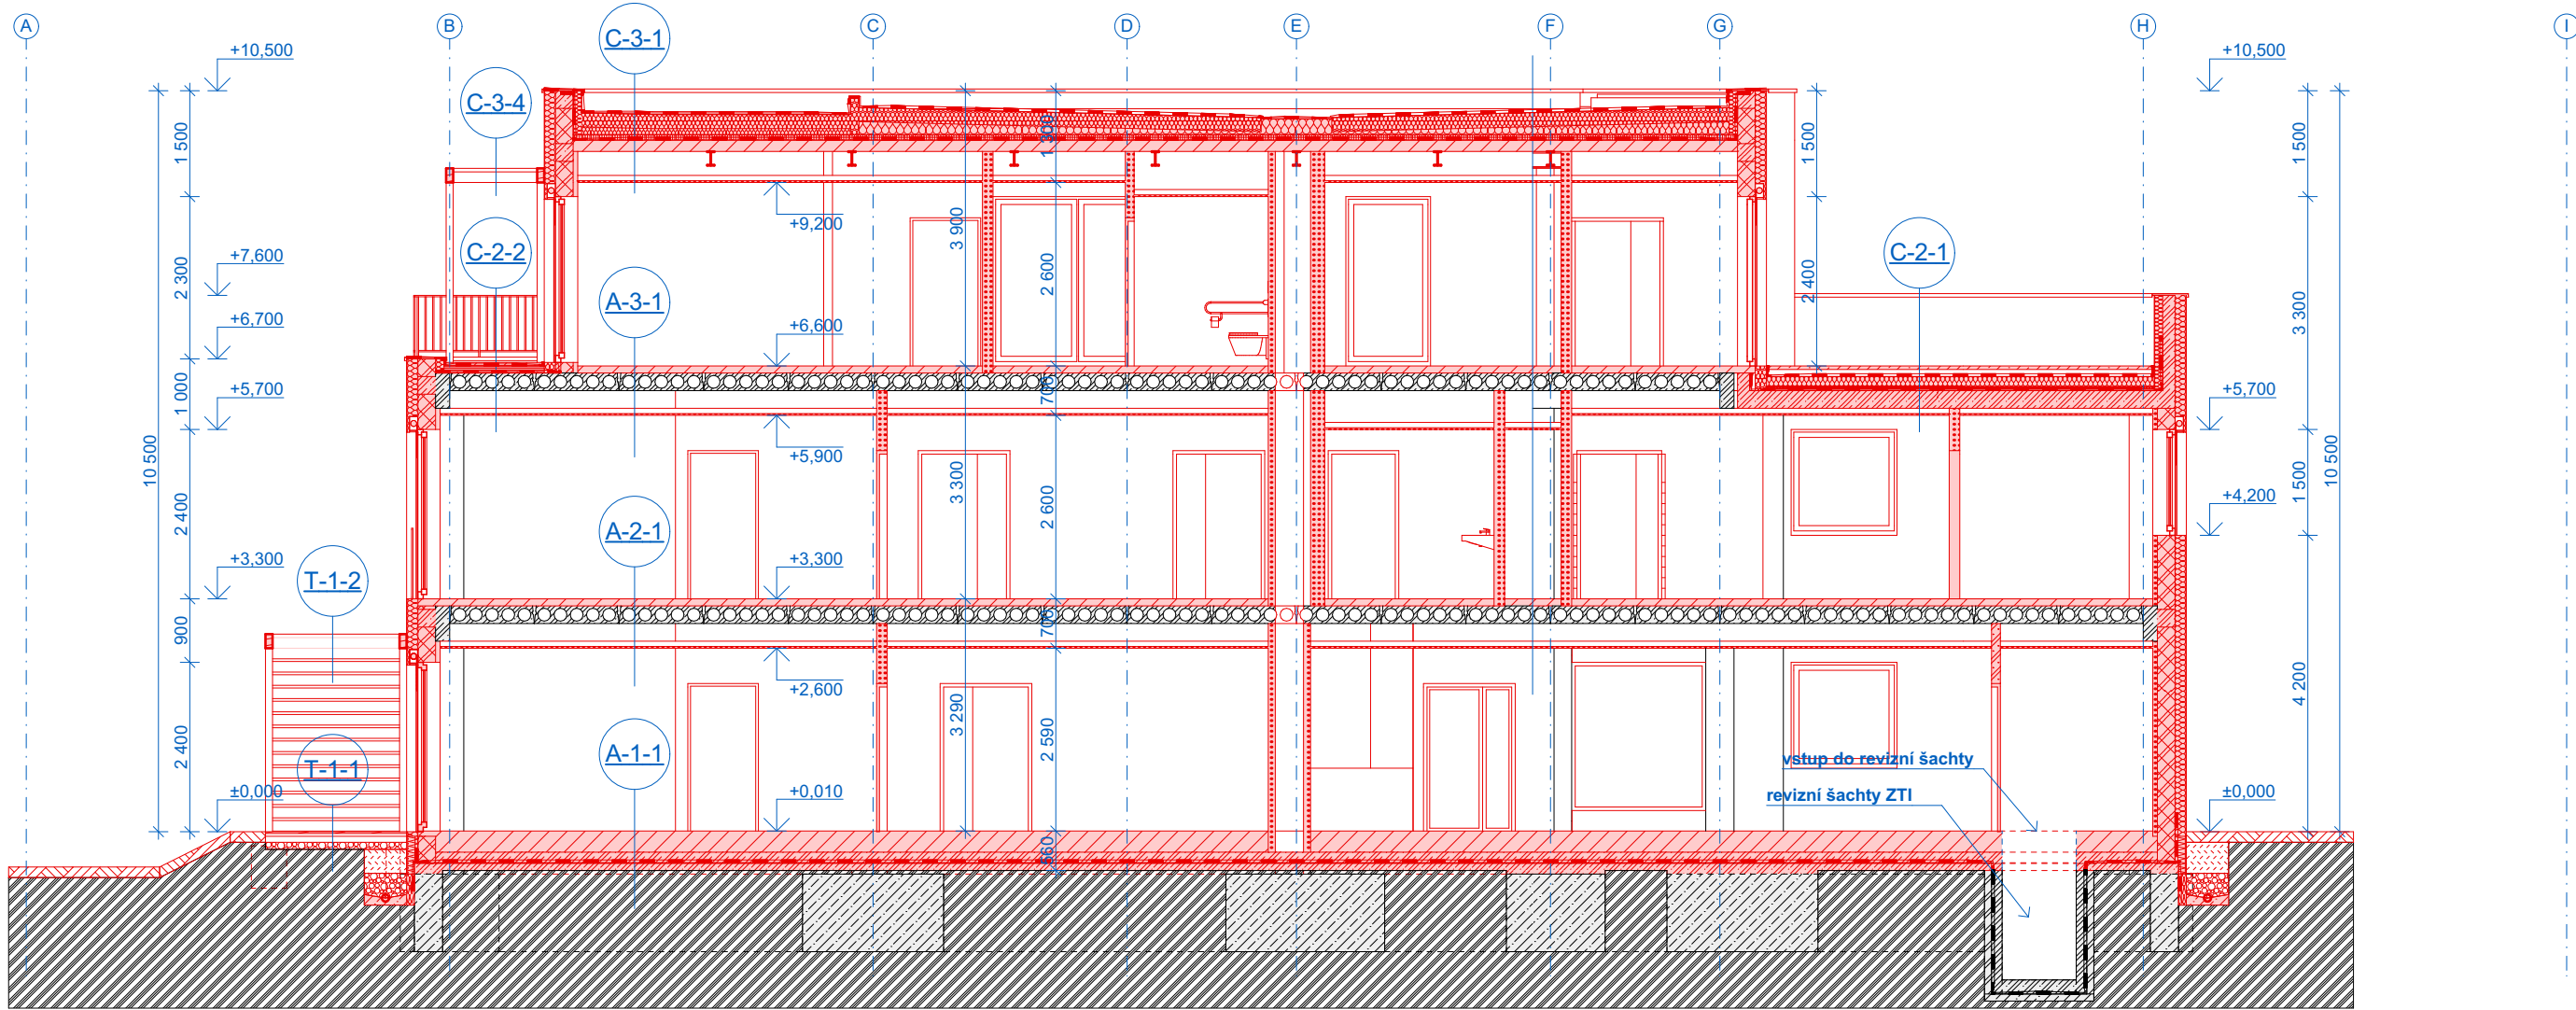 A
B
C
D
E
F
G
H
I
C-3-1
C-3-4
C-2-2
C-2-1
A-3-1
A-2-1
A-1-1
T-1-2
T-1-1
+10,500
+7,600
+6,700
+5,700
+3,300
±0,000
10 500
1 500
2 300
1 000
2 400
900
2 400
+9,200
+6,600
+5,900
+3,300
+2,600
+0,010
3 900
3 300
3 290
1 300
2 600
700
2 600
700
2 590
560
1 500
2 400
vstup do revizní šachty
revizní šachty ZTI
+10,500
+5,700
+4,200
±0,000
1 500
3 300
1 500
4 200
10 500